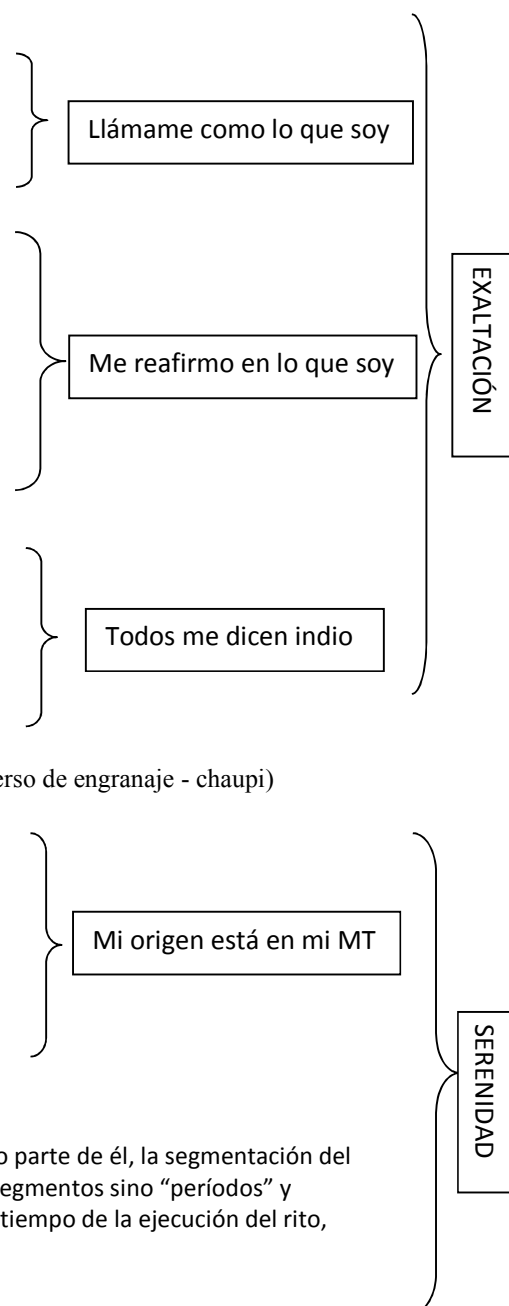 Llámame como lo que soy
EXALTACIÓN
Me reafirmo en lo que soy
Todos me dicen indio
erso de engranaje - chaupi)
Mi origen está en mi MT
SERENIDAD
o parte de él, la segmentación del
egmentos sino “períodos” y
tiempo de la ejecución del rito,